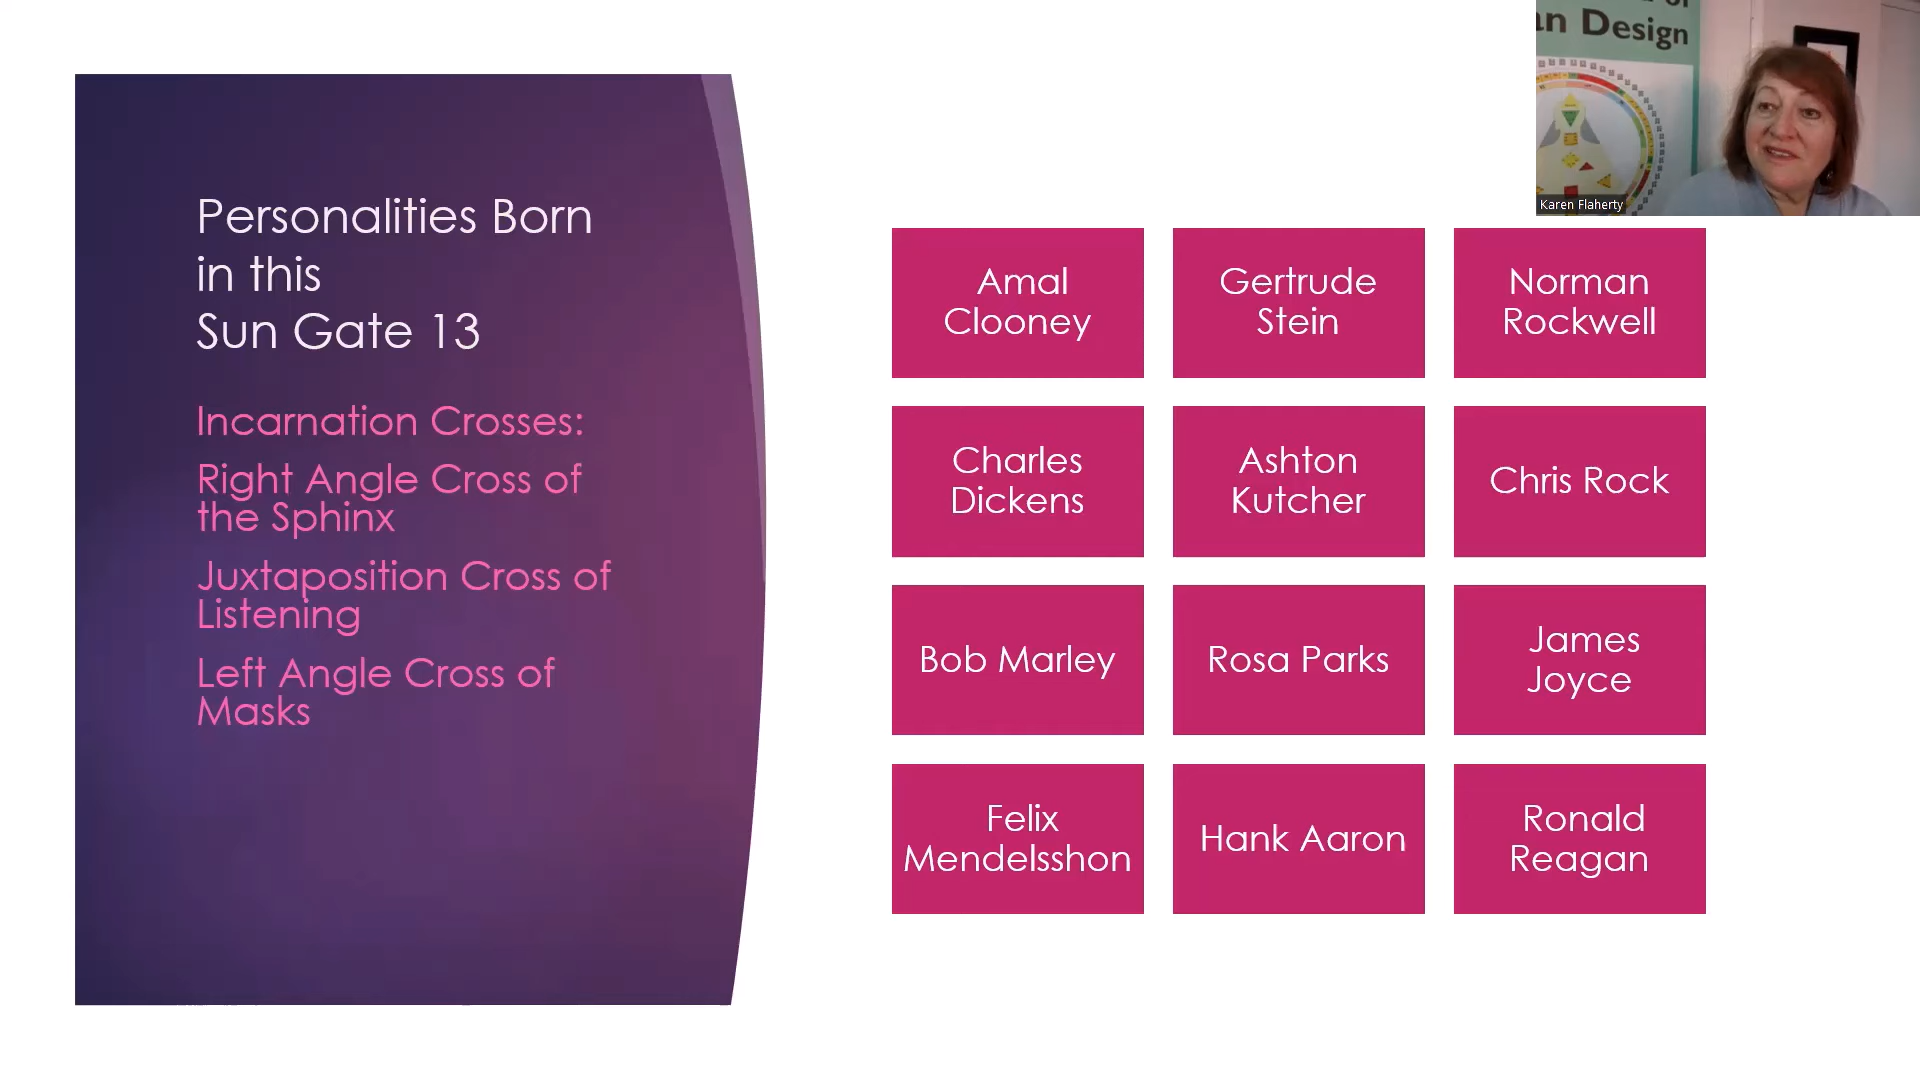 Personalities Born
in this
Sun Gate 13
Incarnation Crosses:
Right Angle Cross of
the Sphinx
Juxtaposition Cross of
Listening
Left Angle Cross of
Masks
Amal
Clooney
Gertrude
Stein
Norman
Rockwell
Charles
Dickens
Ashton
Kutcher
Chris Rock
Bob Marley
Rosa Parks
James
Joyce
Felix
Mendelsshon
Hank Aaron
Ronald
Reagan
Design
Karen Flaherty